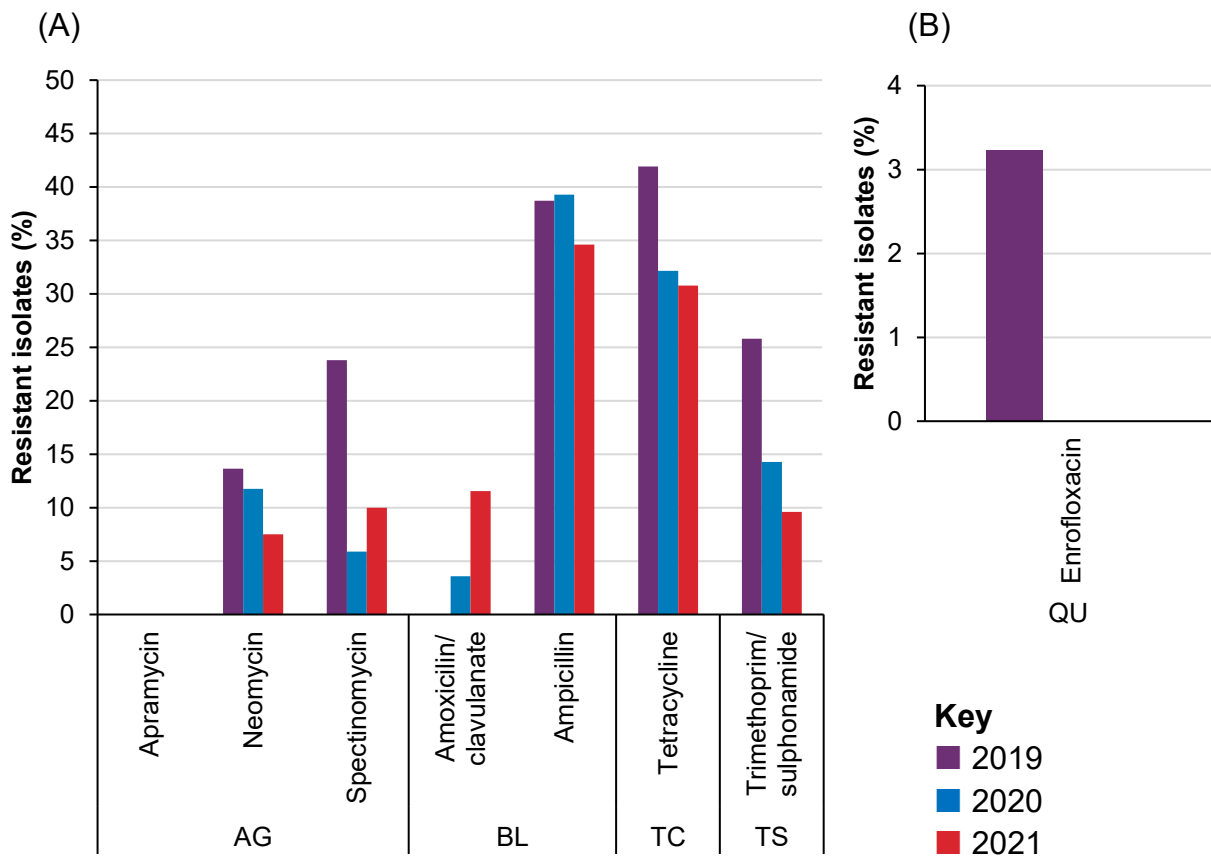 (A)
Resistant isolates (%)
50
45
40
35
30
25
20
15
10
5
0
Apramycin
Neomycin
Spectinomycin
Amoxicilin/
clavulanate
Ampicillin
Tetracycline
Trimethoprim/
sulphonamide
AG
BL
TC
TS
(B)
Resistant isolates (%)
4
3
2
1
0
Enrofloxacin
QU
Key
2019
2020
2021